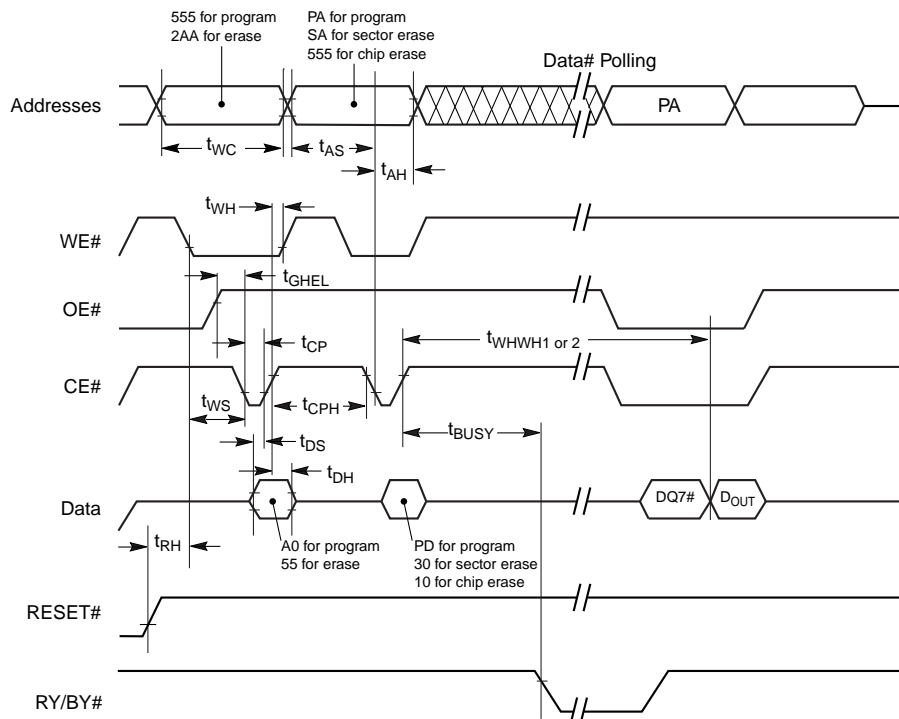 555 for program
2AA for erase
PA for program
SA for sector erase
555 for chip erase
Data# Polling
Addresses
PA
tWC
tAS
tAH
tWH
WE#
tGHEL
OE#
tWHWH1 or 2
tCP
CE#
tWS
tCPH
tBUSY
tDS
tDH
Data
DQ7#
DOUT
tRH
A0 for program
55 for erase
PD for program
30 for sector erase
10 for chip erase
RESET#
RY/BY#